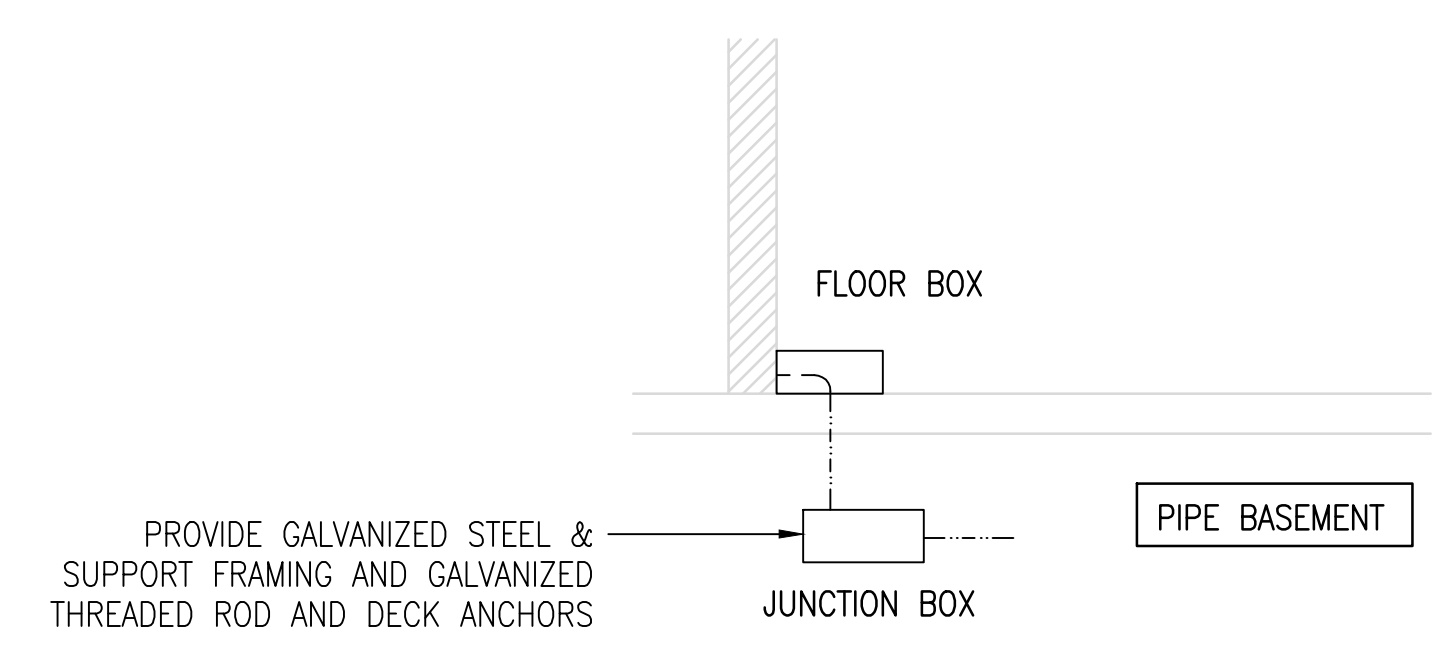 FLOOR BOX
PIPE BASEMENT
PROVIDE GALVANIZED STEEL &
SUPPORT FRAMING AND GALVANIZED
THREADED ROD AND DECK ANCHORS
JUNCTION BOX